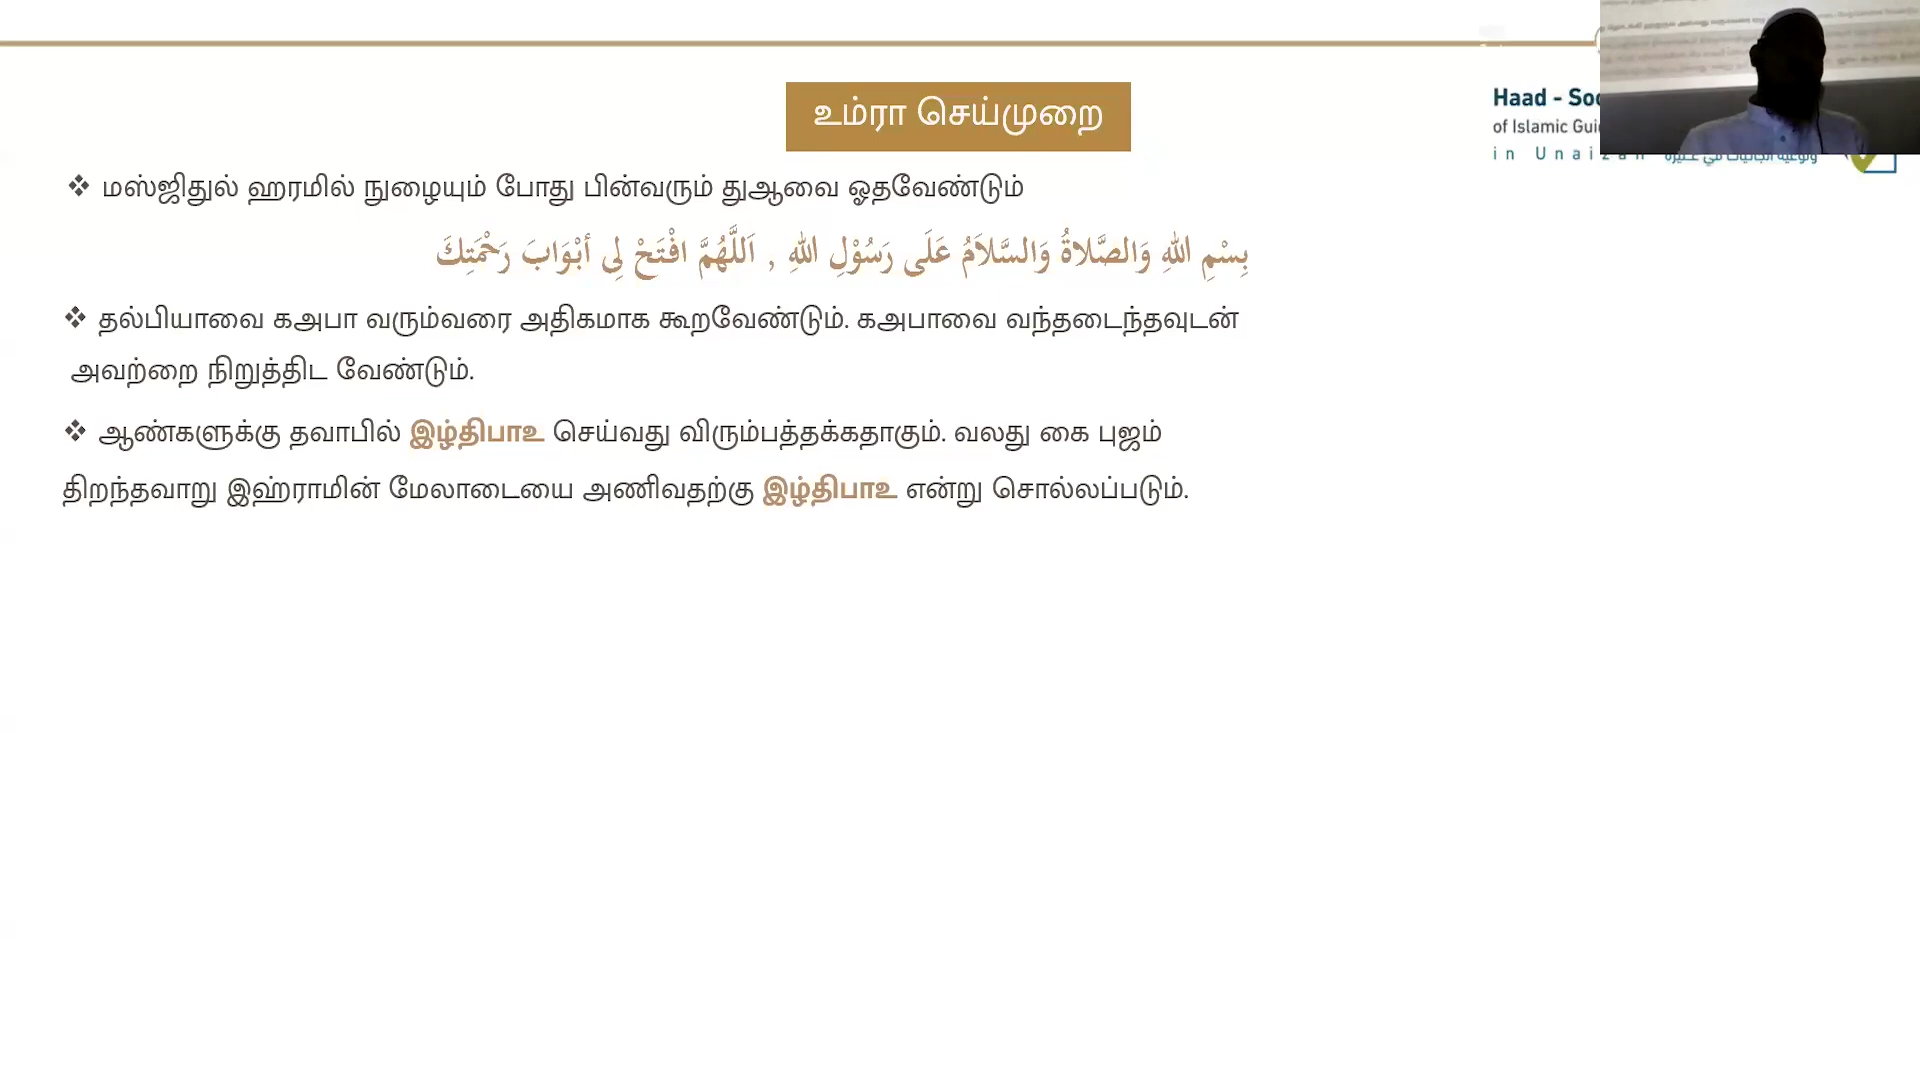 உம்ரா செய்முறை
Haad - Soc
of Islamic Gui
in Unaizah
❖ மஸ்ஜிதுல் ஹரமில் நுழையும் போது பின்வரும் துஆவை ஓதவேண்டும்
بِسْمِ اللهِ وَالصَّلاةُ وَالسَّلاَمُ عَلَى رَسُوْلِ اللهِ , اَللَّهُمَّ افْتَحْ لِى أَبْوَابَ رَحْمَتِكَ
❖ தல்பியாவை கஅபா வரும்வரை அதிகமாக கூறவேண்டும். கஅபாவை வந்தடைந்தவுடன்
அவற்றை நிறுத்திட வேண்டும்.
❖ ஆண்களுக்கு தவாபில் இழ்திபாஉ செய்வது விரும்பத்தக்கதாகும். வலது கை புஜம்
திறந்தவாறு இஹ்ராமின் மேலாடையை அணிவதற்கு இழ்திபாஉ என்று சொல்லப்படும்.